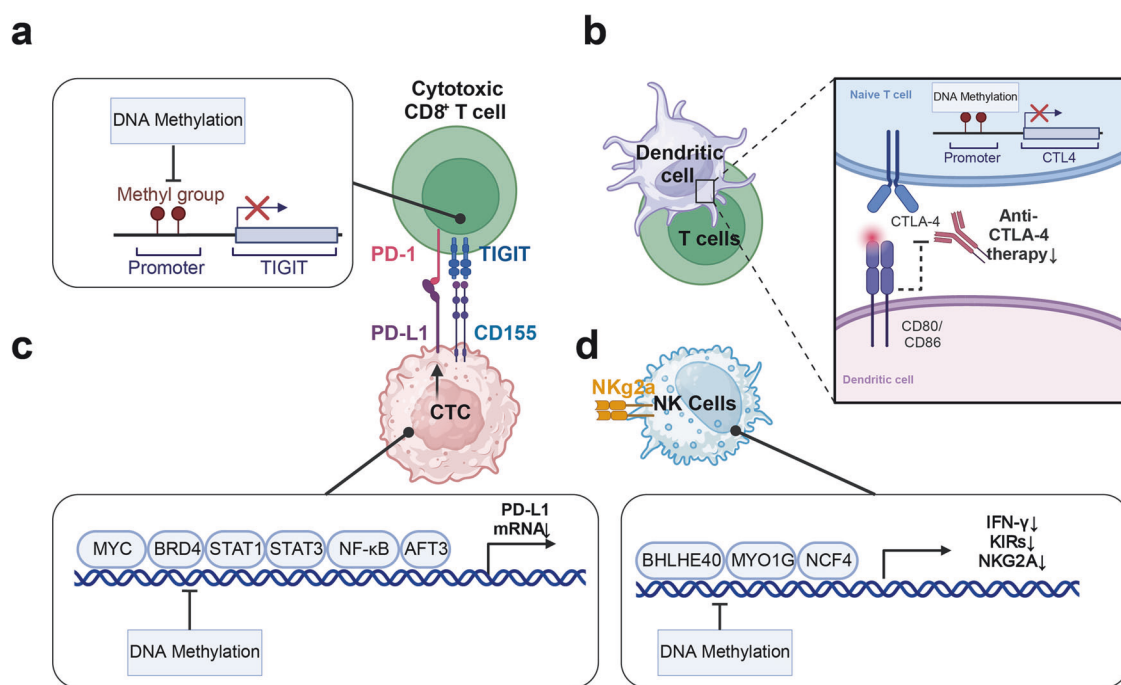 a
DNA Methylation
Methyl group
Promoter
TIGIT
Cytotoxic
CD8⁺ T cell
PD-1
TIGIT
PD-L1
CD155
b
Dendritic
cell
T cells
Naive T cell
DNA Methylation
Promoter
CTL4
CTLA-4
Anti-
CTLA-4
therapy↓
CD80/
CD86
Dendritic cell
c
CTC
PD-L1
mRNA↓
MYC
BRD4
STAT1
STAT3
NF-κB
AFT3
DNA Methylation
d
NKg2a
NK Cells
IFN-γ↓
KIRs↓
NKG2A↓
BHLHE40
MYO1G
NCF4
DNA Methylation